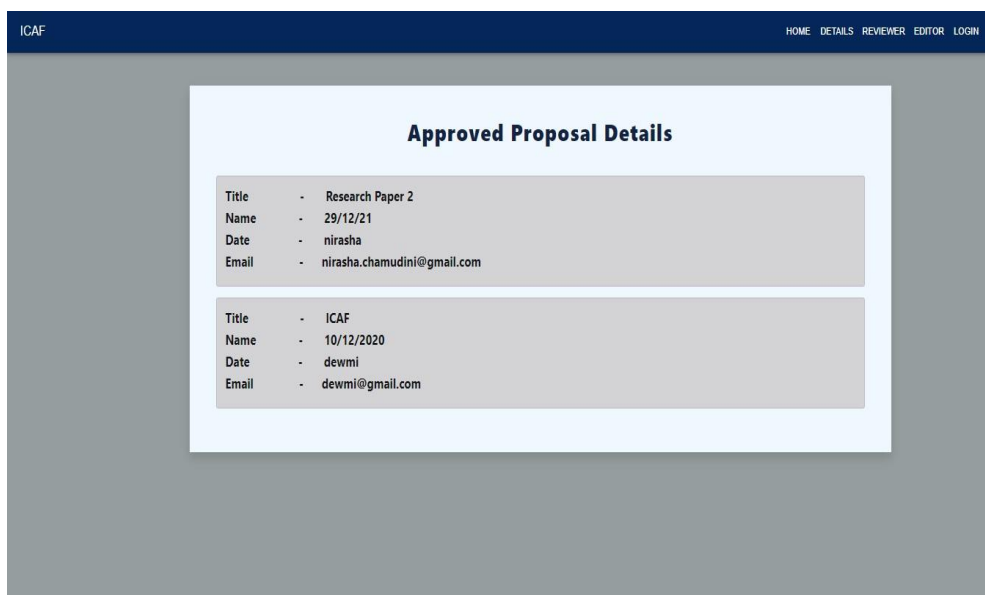 ICAF HOME DETAILS REVIEWER EDITOR LOGIN
Approved Proposal Details
Title - Research Paper 2
Name - 29/12/21
Date - nirasha
Email - nirasha.chamudini@gmail.com
Title - ICAF
Name - 10/12/2020
Date - dewmi
Email - dewmi@gmail.com